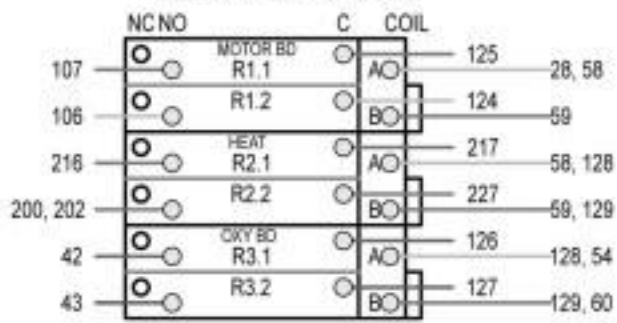 NC NO C COIL
MOTOR BD
107 R1.1 125 A 28, 58
106 R1.2 124 B 59
HEAT
216 R2.1 217 A 58, 128
200, 202 R2.2 227 B 59, 129
OXY BD
42 R3.1 126 A 128, 54
43 R3.2 127 B 129, 60